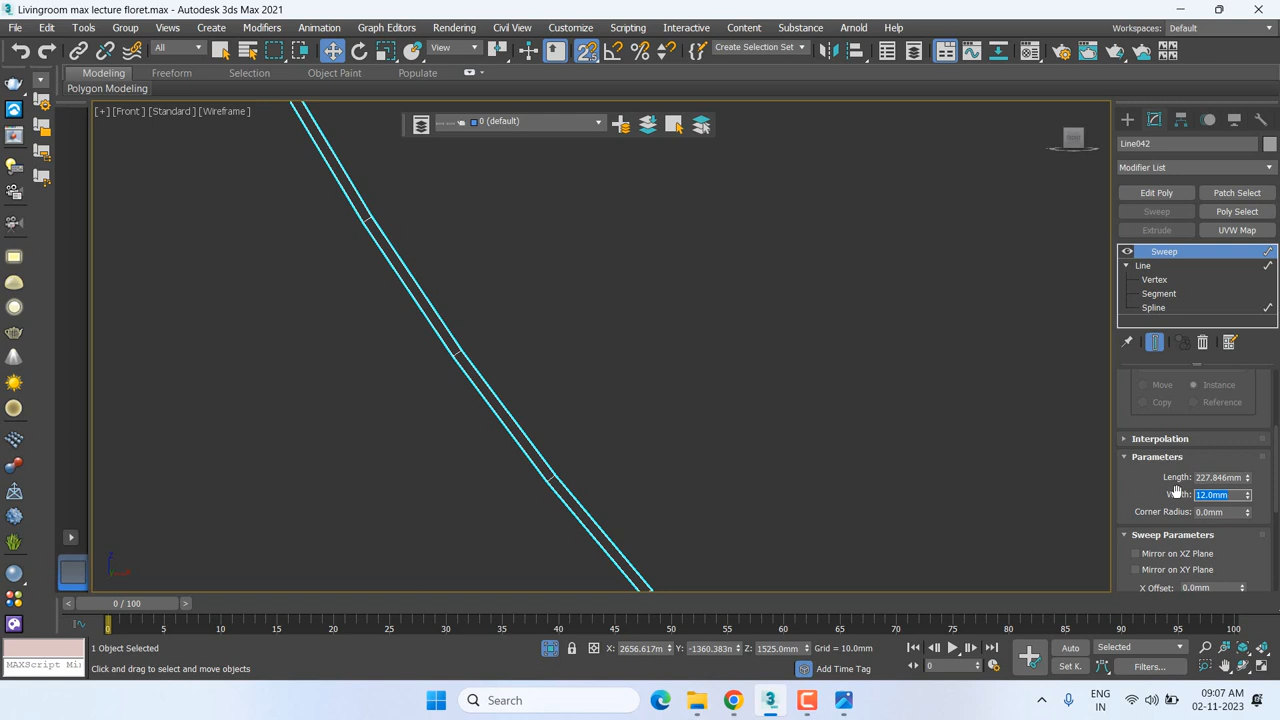 Livingroom max lecture floret.max - Autodesk 3ds Max 2021
File Edit Tools Group Views Create Modifiers Animation Graph Editors Rendering Civil View Customize Scripting Interactive Content Substance Arnold Help
Workspaces: Default
All View Create Selection Set
Modeling Freeform Selection Object Paint Populate
Polygon Modeling
[+] [Front ] [Standard ] [Wireframe ]
0 (default)
Line042
Modifier List
Edit Poly Patch Select
Sweep Poly Select
Extrude UVW Map
Sweep
Line
Vertex
Segment
Spline
Move Instance
Copy Reference
Interpolation
Parameters
Length: 227.846mm
12.0mm
Corner Radius: 0.0mm
Sweep Parameters
Mirror on XZ Plane
Mirror on XY Plane
X Offset: 0.0mm
0 / 100
0 5 10 15 20 25 30 35 40 45 50 55 60 65 70 75 80 85 90 95 100
1 Object Selected
X: 2656.617m Y: -1360.383m Z: 1525.0mm Grid = 10.0mm
Auto Selected
MAXScript Mi
Click and drag to select and move objects
Add Time Tag
0
Set K. Filters...
Search
ENG
IN
09:07 AM
02-11-2023